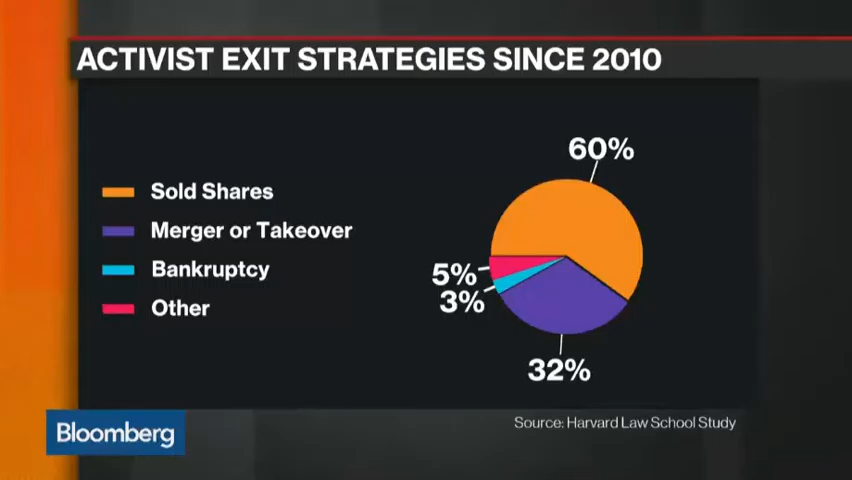 ACTIVIST EXIT STRATEGIES SINCE 2010
Sold Shares
Merger or Takeover
Bankruptcy
Other
60%
5%
3%
32%
Source: Harvard Law School Study
Bloomberg